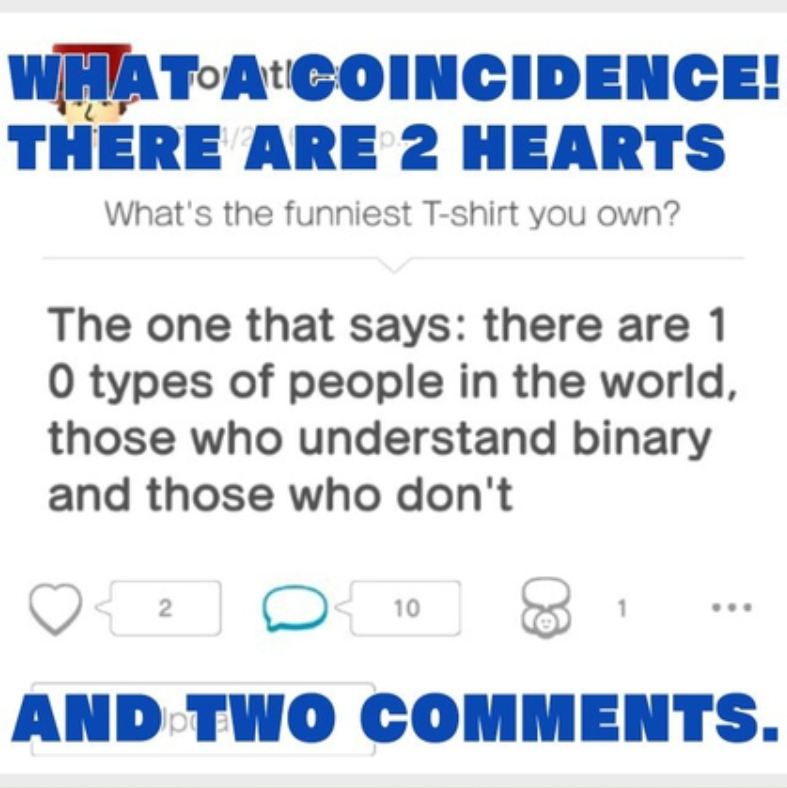 WHAT A COINCIDENCE!
THERE ARE 2 HEARTS
What's the funniest T-shirt you own?
The one that says: there are 1
0 types of people in the world,
those who understand binary
and those who don't
2 10 1 ...
AND TWO COMMENTS.